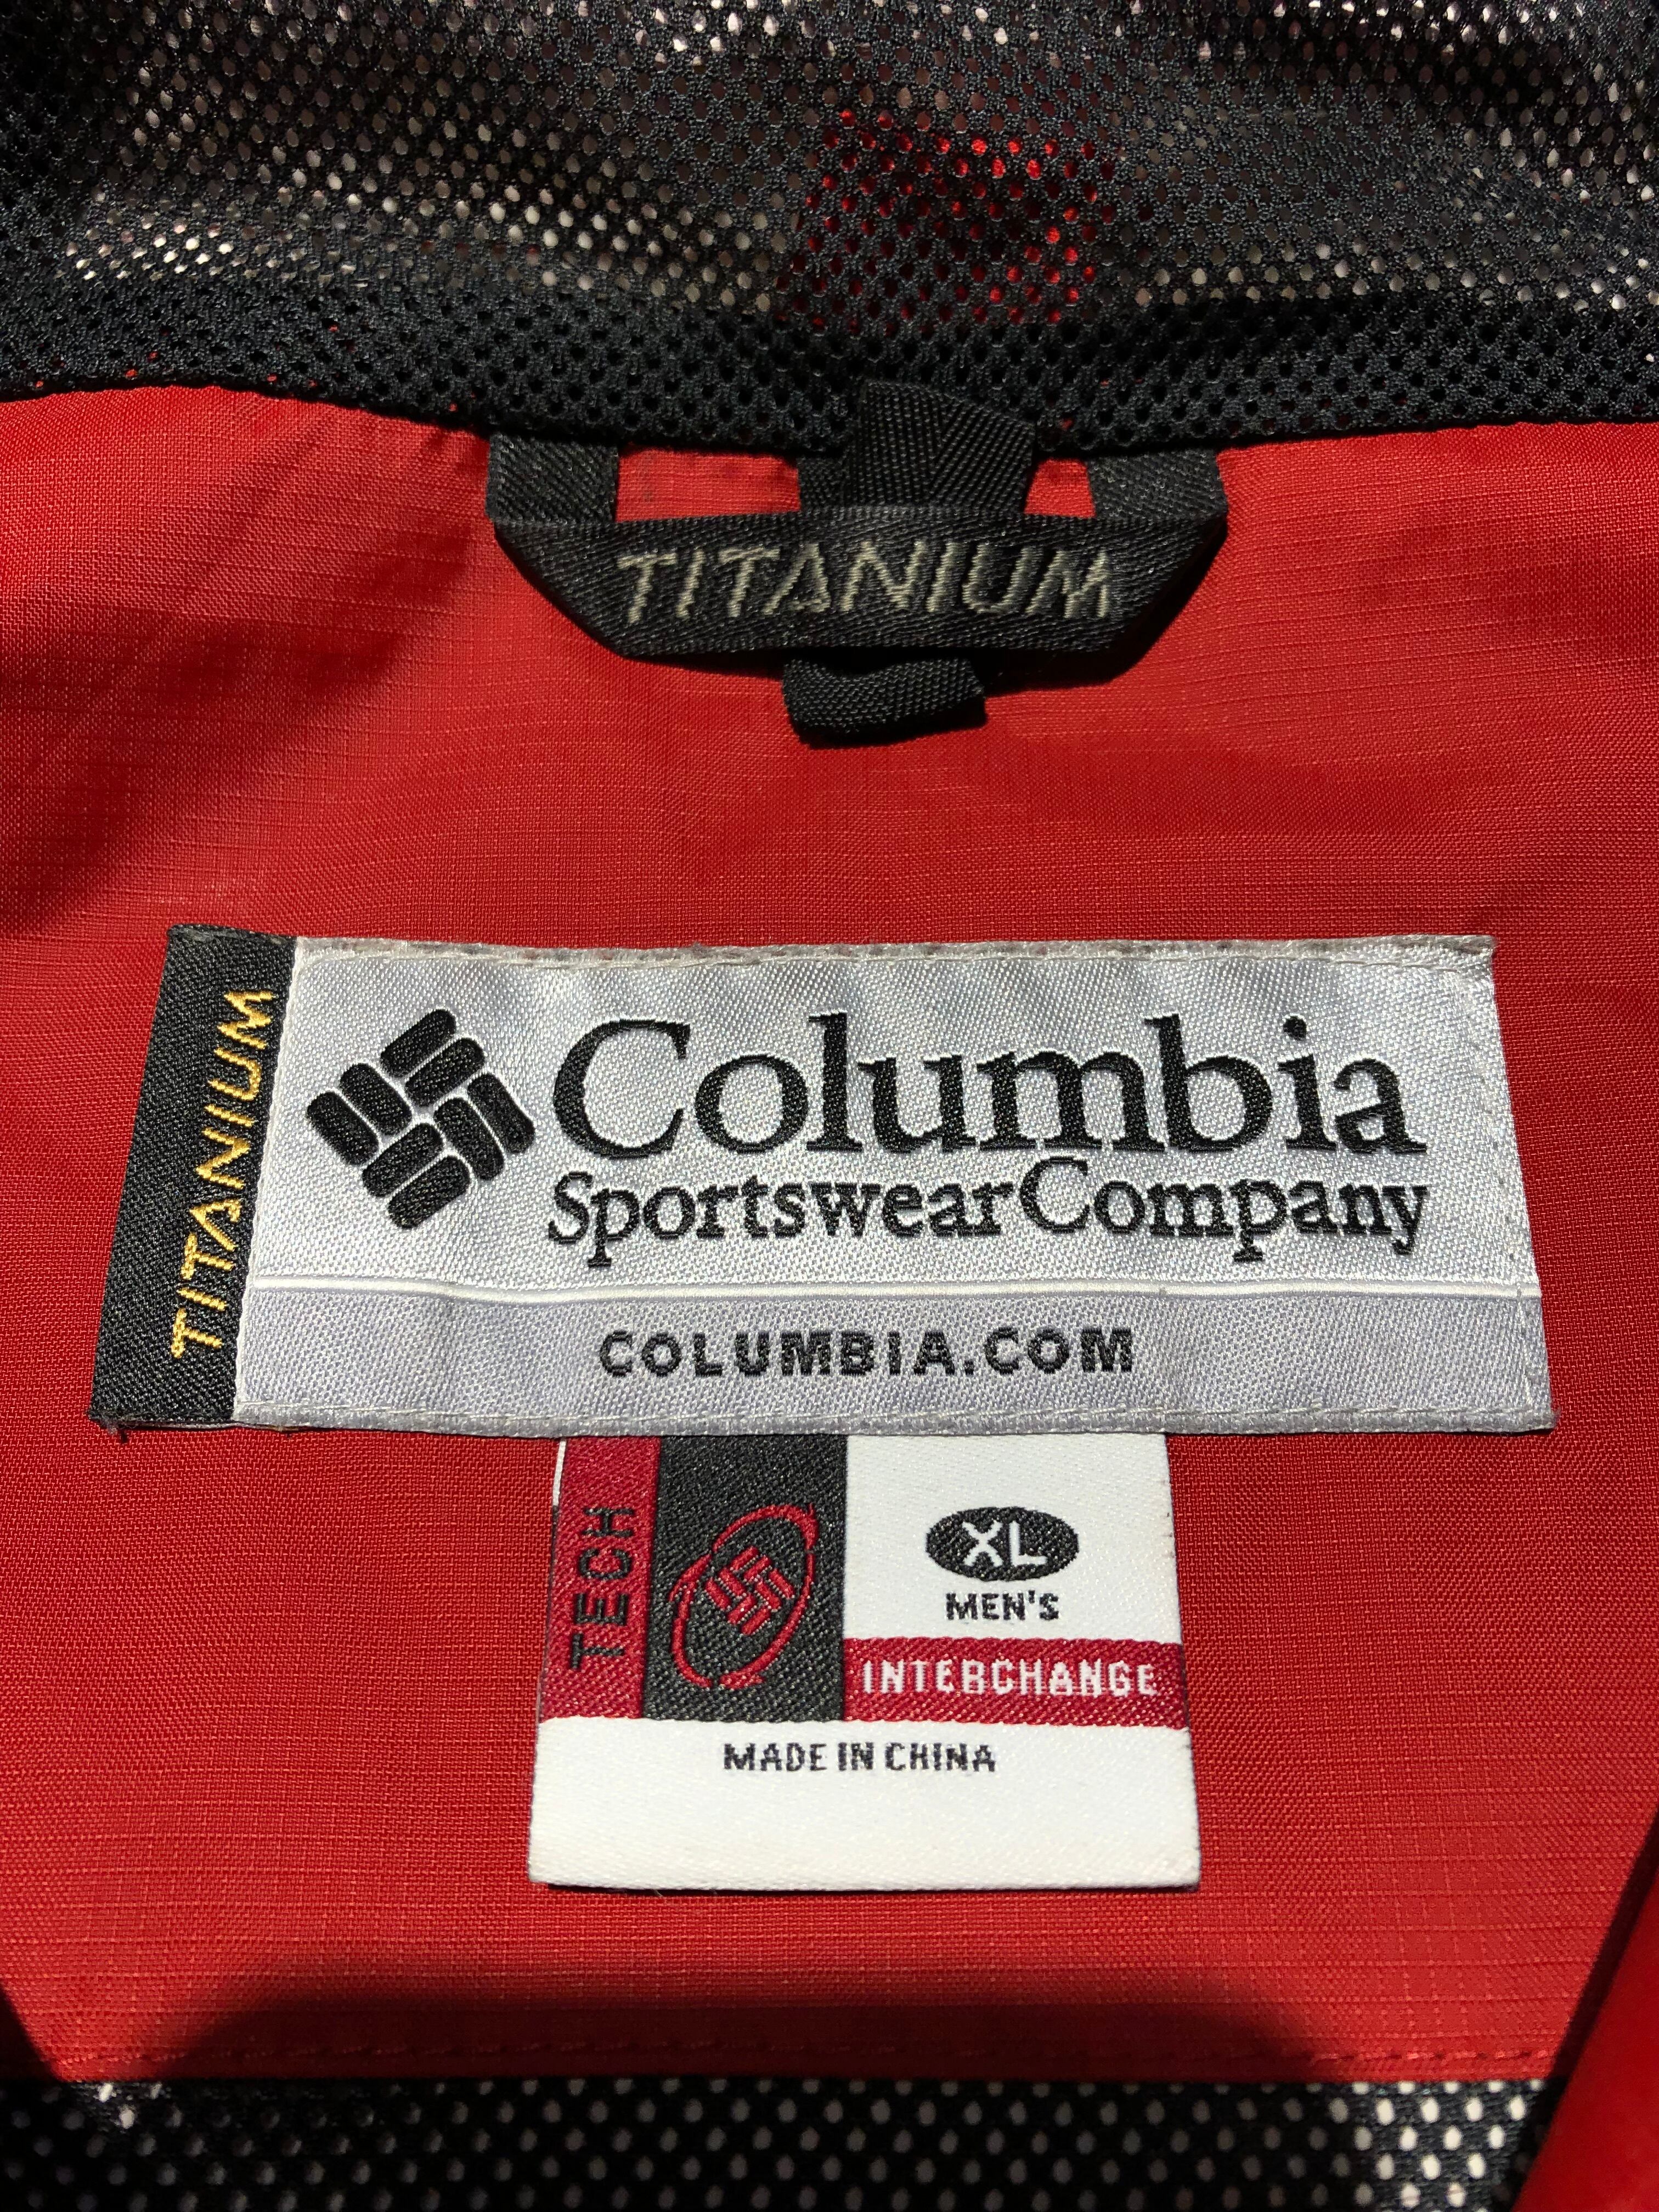 TITANIUM
TITANIUM
Columbia
Sportswear Company
COLUMBIA.COM
TECH
XL
MEN'S
INTERCHANGE
MADE IN CHINA